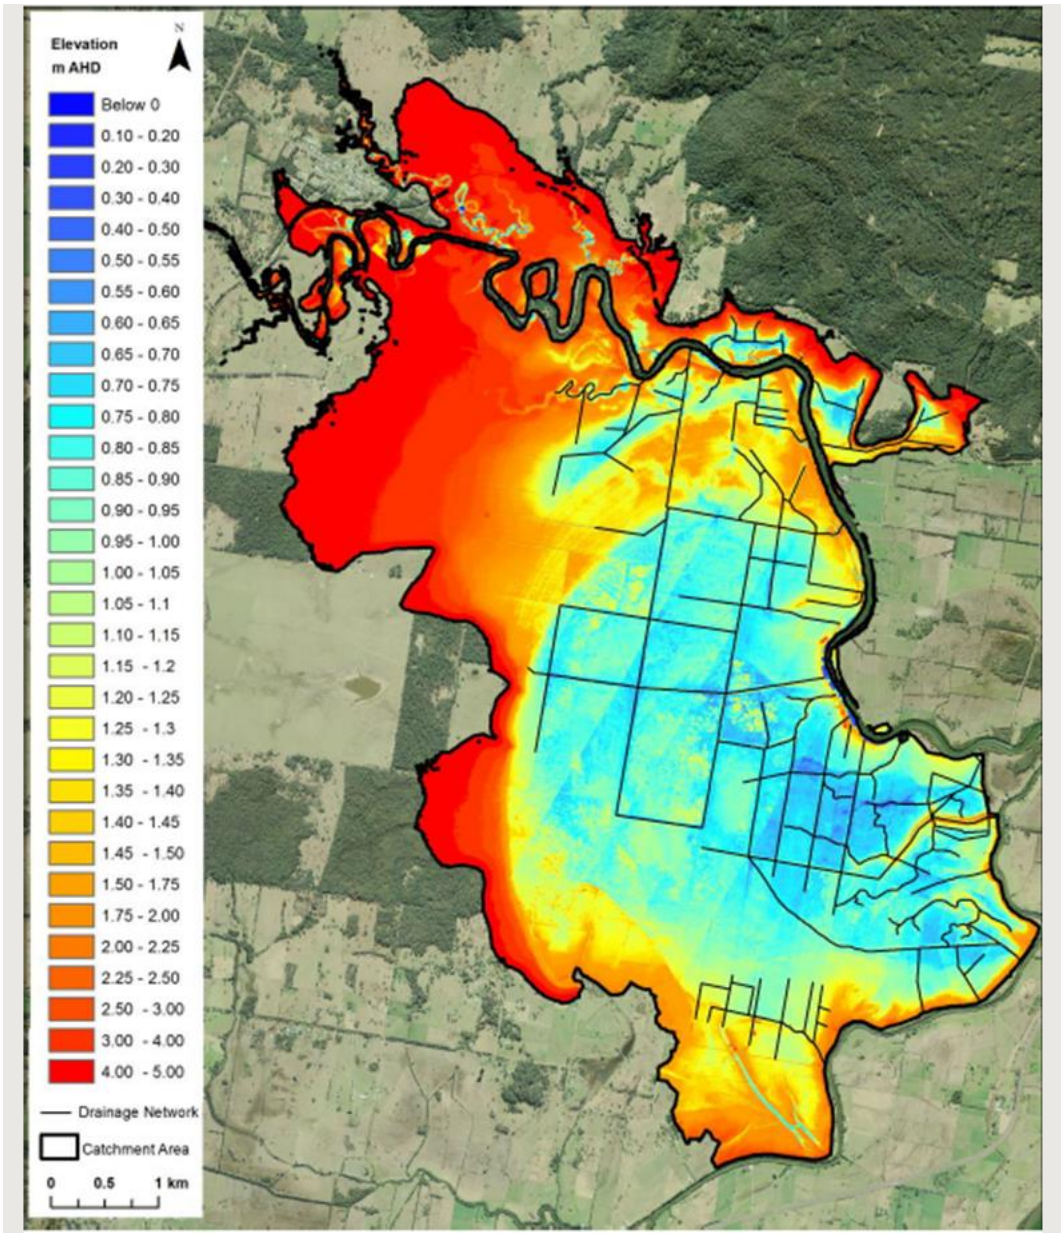 N
Elevation
m AHD
Below 0
0.10 - 0.20
0.20 - 0.30
0.30 - 0.40
0.40 - 0.50
0.50 - 0.55
0.55 - 0.60
0.60 - 0.65
0.65 - 0.70
0.70 - 0.75
0.75 - 0.80
0.80 - 0.85
0.85 - 0.90
0.90 - 0.95
0.95 - 1.00
1.00 - 1.05
1.05 - 1.1
1.10 - 1.15
1.15 - 1.2
1.20 - 1.25
1.25 - 1.3
1.30 - 1.35
1.35 - 1.40
1.40 - 1.45
1.45 - 1.50
1.50 - 1.75
1.75 - 2.00
2.00 - 2.25
2.25 - 2.50
2.50 - 3.00
3.00 - 4.00
4.00 - 5.00
Drainage Network
Catchment Area
0 0.5 1 km